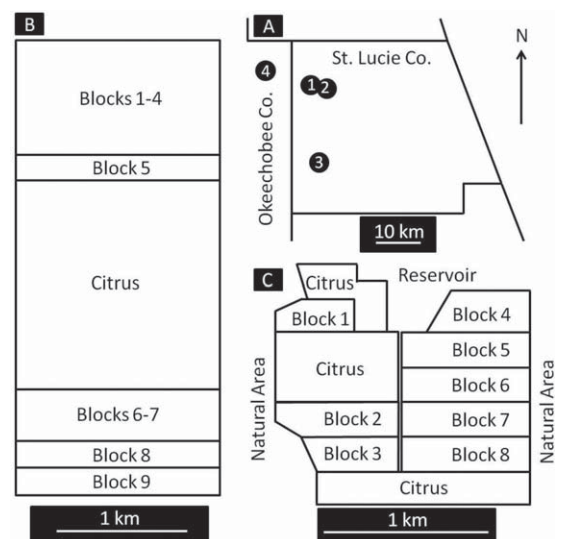 B
Blocks 1-4
Block 5
Citrus
Blocks 6-7
Block 8
Block 9
1 km
A
St. Lucie Co.
N
4
1
2
3
Okeechobee Co.
10 km
C
Citrus
Reservoir
Block 1
Block 4
Citrus
Block 5
Block 6
Natural Area
Natural Area
Block 2
Block 7
Block 3
Block 8
Citrus
1 km